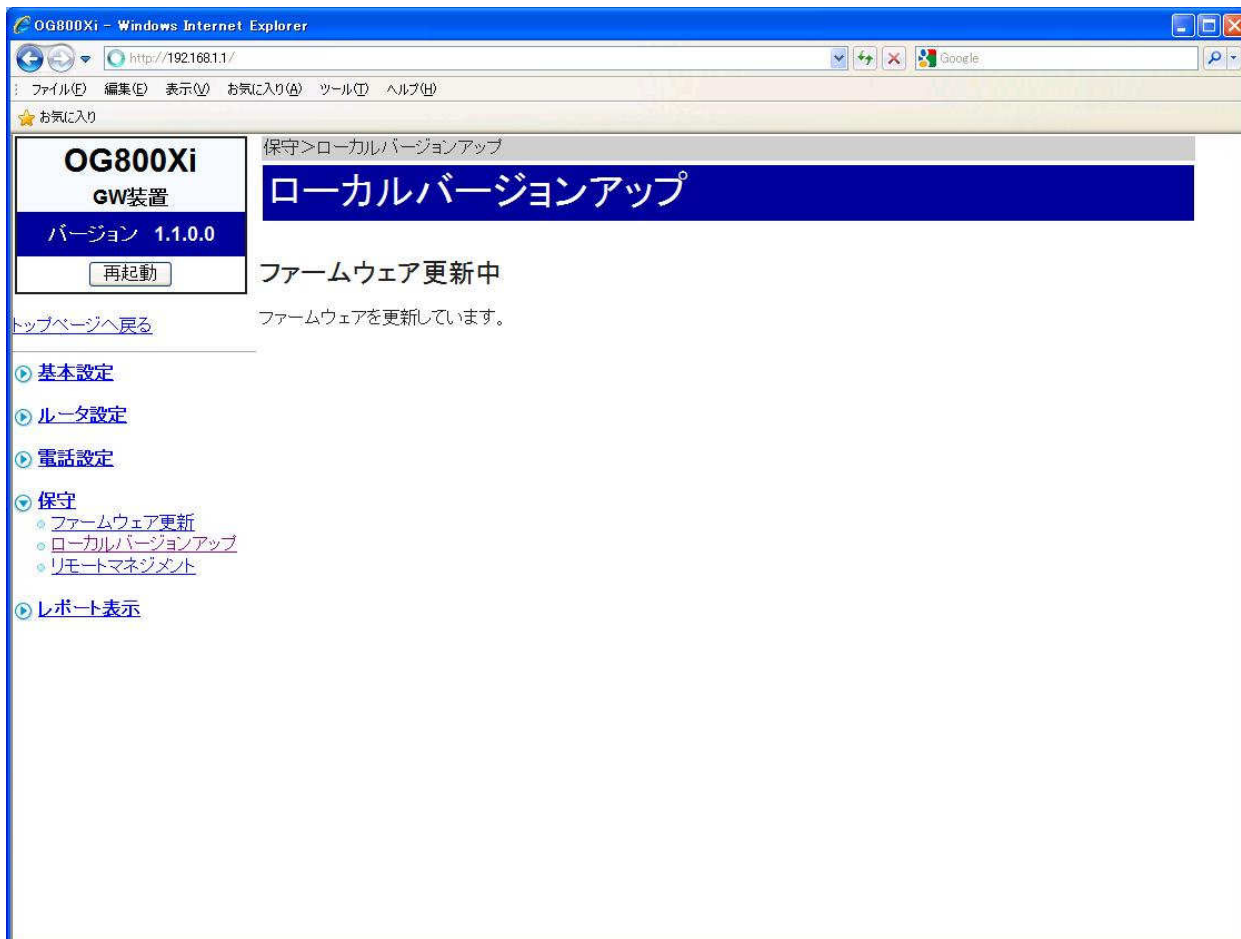 OG800Xi - Windows Internet Explorer
http://192.168.1.1/
Google
ファイル(F) 編集(E) 表示(V) お気に入り(A) ツール(T) ヘルプ(H)
お気に入り
OG800Xi
GW装置
バージョン 1.1.0.0
再起動
トップページへ戻る
基本設定
ルータ設定
電話設定
保守
ファームウェア更新
ローカルバージョンアップ
リモートマネジメント
レポート表示
保守>ローカルバージョンアップ
ローカルバージョンアップ
ファームウェア更新中
ファームウェアを更新しています。